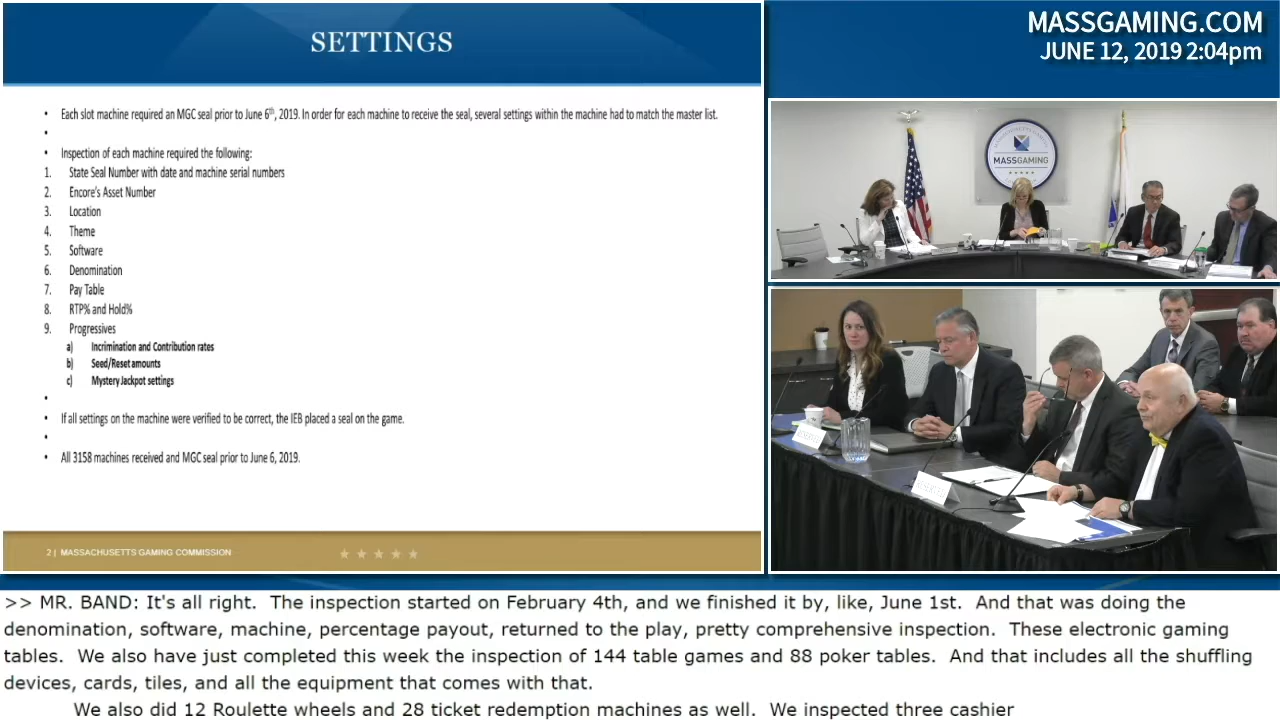 SETTINGS
• Each slot machine required an MGC seal prior to June 6th, 2019. In order for each machine to receive the seal, several settings within the machine had to match the master list.
•
• Inspection of each machine required the following:
1. State Seal Number with date and machine serial numbers
2. Encore's Asset Number
3. Location
4. Theme
5. Software
6. Denomination
7. Pay Table
8. RTP% and Hold%
9. Progressives
a) Incrimination and Contribution rates
b) Seed/Reset amounts
c) Mystery Jackpot settings
•
• If all settings on the machine were verified to be correct, the IEB placed a seal on the game.
•
• All 3158 machines received and MGC seal prior to June 6, 2019.
2 | MASSACHUSETTS GAMING COMMISSION
MASSGAMING.COM
JUNE 12, 2019 2:04pm
MASSGAMING
RESERVED
RESERVED
>> MR. BAND: It's all right. The inspection started on February 4th, and we finished it by, like, June 1st. And that was doing the
denomination, software, machine, percentage payout, returned to the play, pretty comprehensive inspection. These electronic gaming
tables. We also have just completed this week the inspection of 144 table games and 88 poker tables. And that includes all the shuffling
devices, cards, tiles, and all the equipment that comes with that.
We also did 12 Roulette wheels and 28 ticket redemption machines as well. We inspected three cashier